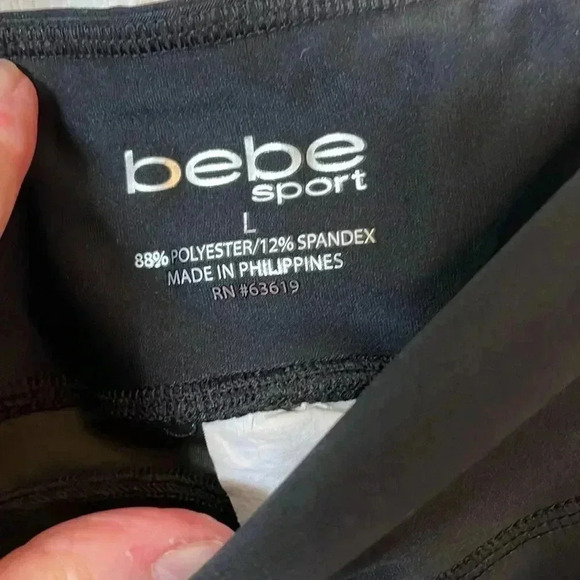 bebe
sport
L
88% POLYESTER/12% SPANDEX
MADE IN PHILIPPINES
RN #63619